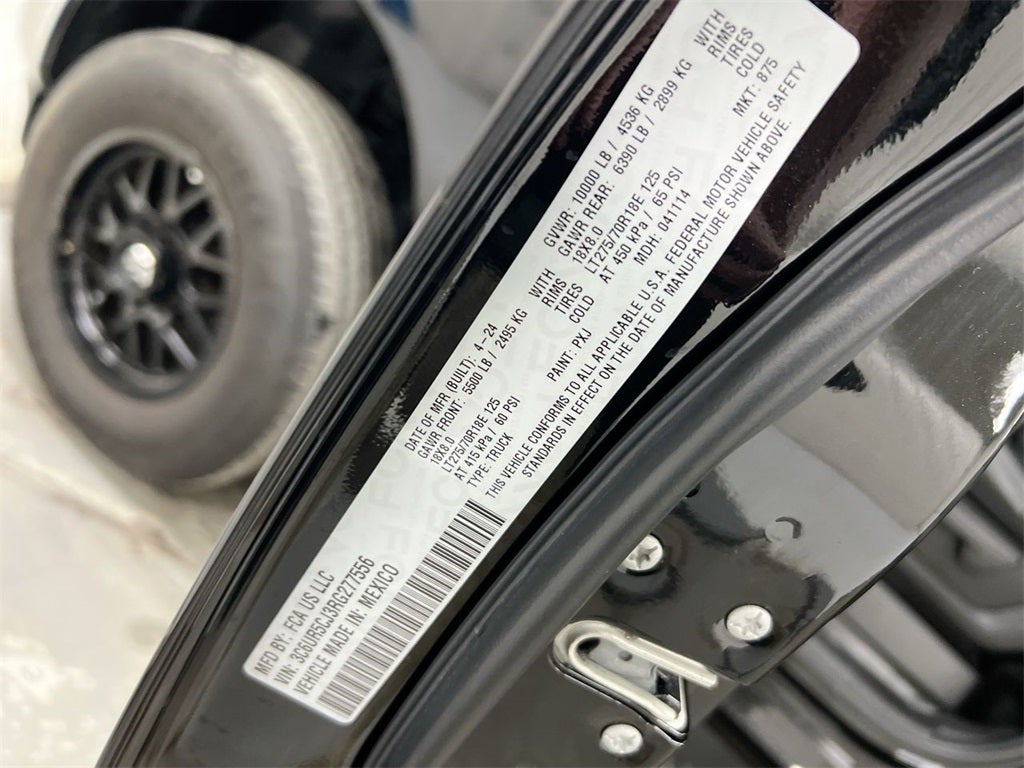 MFD BY: FCA US LLC
DATE OF MFR (BUILT): 4-24
GVWR: 10000 LB / 4536 KG
GAWR FRONT: 5500 LB / 2495 KG WITH
GAWR REAR: 6390 LB / 2899 KG WITH
18X8.0 RIMS
18X8.0 RIMS
LT275/70R18E 125 TIRES
LT275/70R18E 125 TIRES
AT 415 kPa / 60 PSI COLD
AT 450 kPa / 65 PSI COLD
VIN: 3C6UR5CJ3RG277556
TYPE: TRUCK
PAINT: PXJ
MDH: 041114
MKT: 875
VEHICLE MADE IN: MEXICO
THIS VEHICLE CONFORMS TO ALL APPLICABLE U.S.A. FEDERAL MOTOR VEHICLE SAFETY
STANDARDS IN EFFECT ON THE DATE OF MANUFACTURE SHOWN ABOVE.